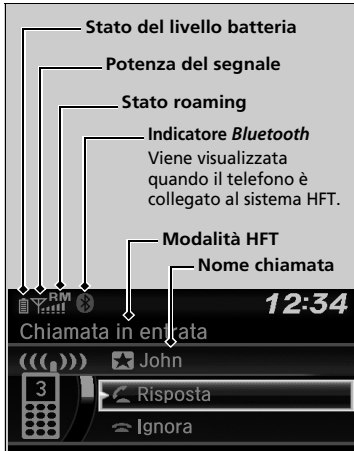 Stato del livello batteria
Potenza del segnale
Stato roaming
Indicatore Bluetooth
Viene visualizzata
quando il telefono è
collegato al sistema HFT.
Modalità HFT
Nome chiamata
RM
12:34
Chiamata in entrata
John
3
Risposta
Ignora